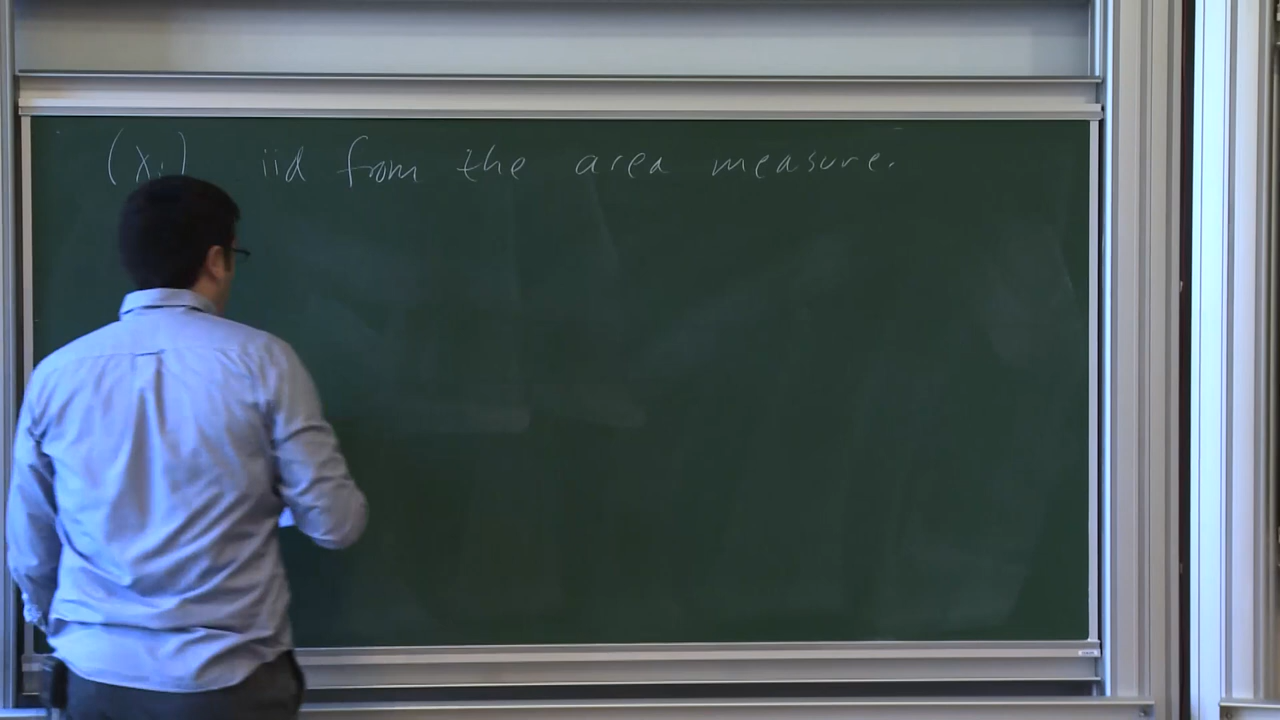 (xᵢ) iid from the area measure.